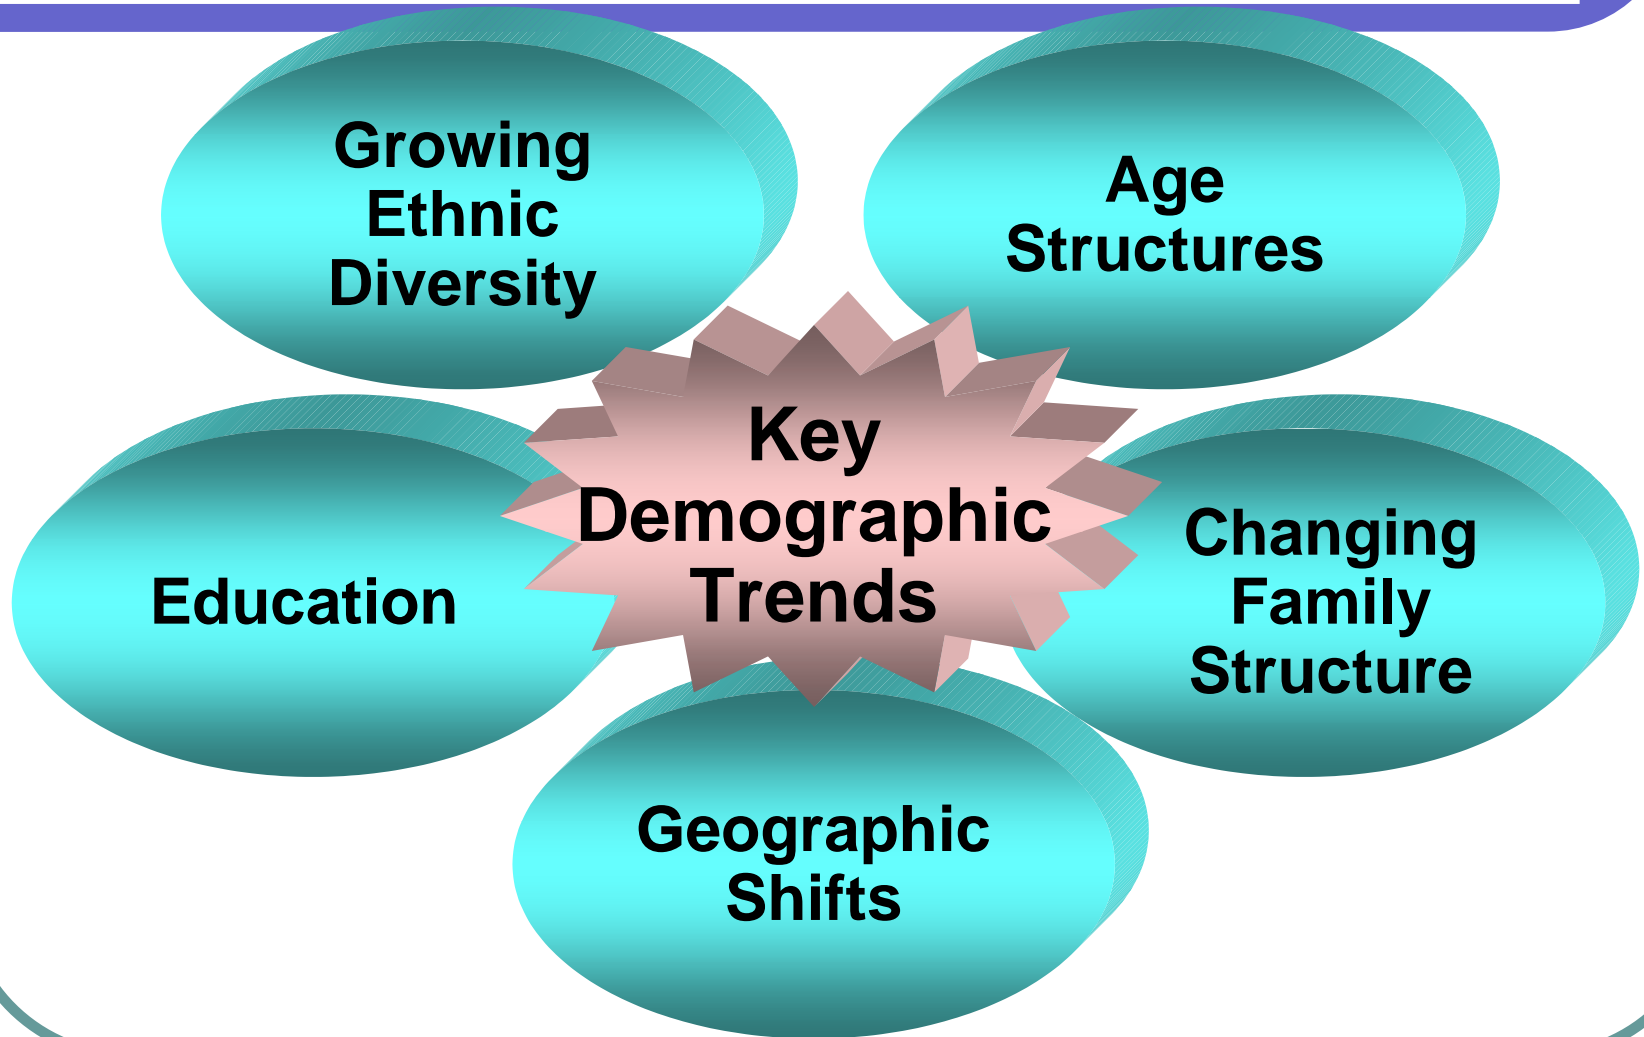 Growing
Ethnic
Diversity
Age
Structures
Key
Demographic
Trends
Education
Changing
Family
Structure
Geographic
Shifts